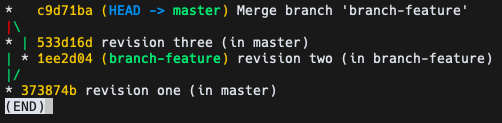 *   c9d71ba (HEAD -> master) Merge branch 'branch-feature'
|\
* | 533d16d revision three (in master)
| * 1ee2d04 (branch-feature) revision two (in branch-feature)
|/
* 373874b revision one (in master)
(END)